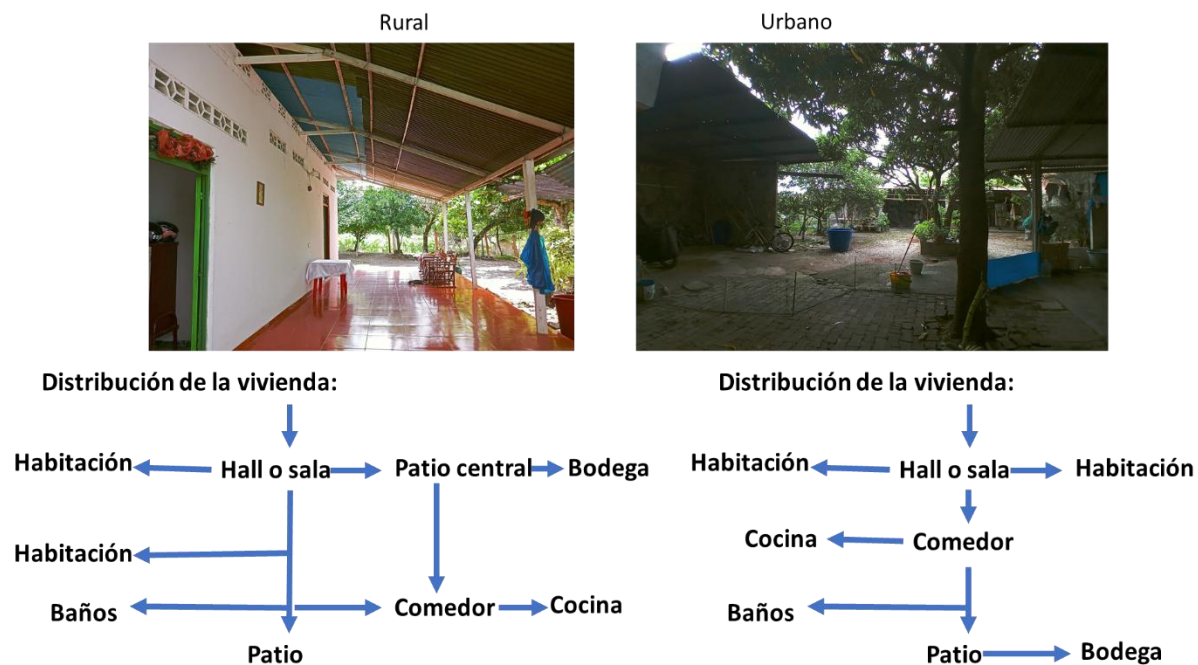 Rural
Urbano
Distribución de la vivienda:
Habitación
Hall o sala
Patio central
Bodega
Habitación
Baños
Comedor
Cocina
Patio
Distribución de la vivienda:
Habitación
Hall o sala
Habitación
Cocina
Comedor
Baños
Patio
Bodega